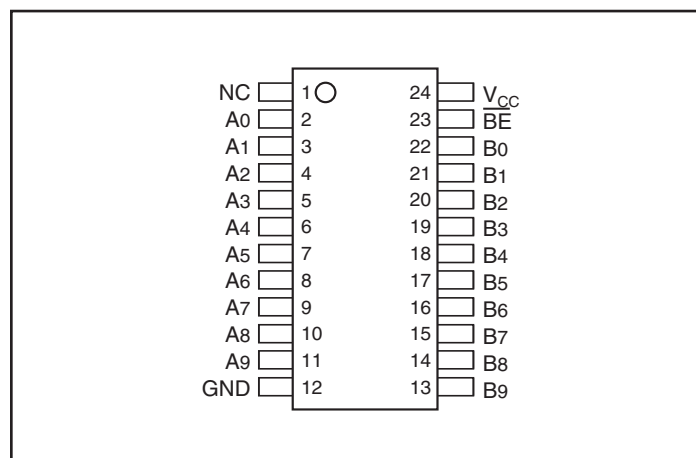 NC 1 24 VCC
A0 2 23 BE
A1 3 22 B0
A2 4 21 B1
A3 5 20 B2
A4 6 19 B3
A5 7 18 B4
A6 8 17 B5
A7 9 16 B6
A8 10 15 B7
A9 11 14 B8
GND 12 13 B9